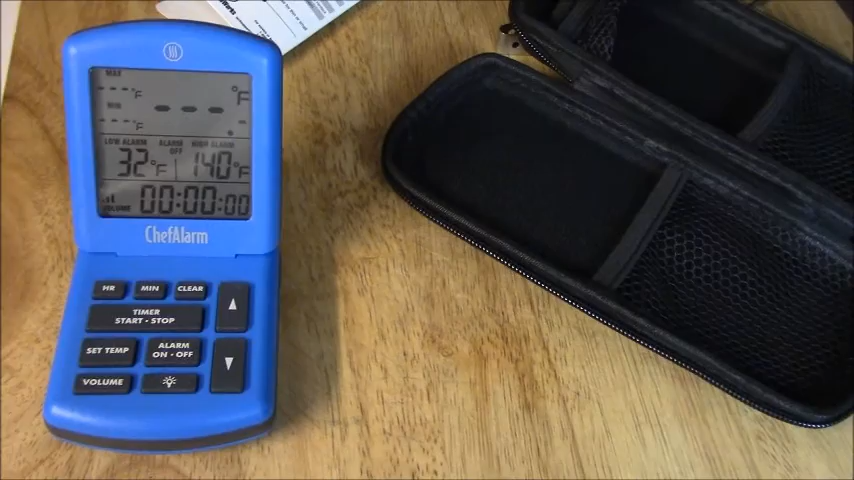 MAX
---°F
MIN
---°F
--- °F
LOW ALARM ALARM OFF HIGH ALARM
32°F 140°F
VOLUME 00:00:00
ChefAlarm
HR MIN CLEAR
TIMER
START • STOP
SET TEMP ALARM
ON • OFF
VOLUME